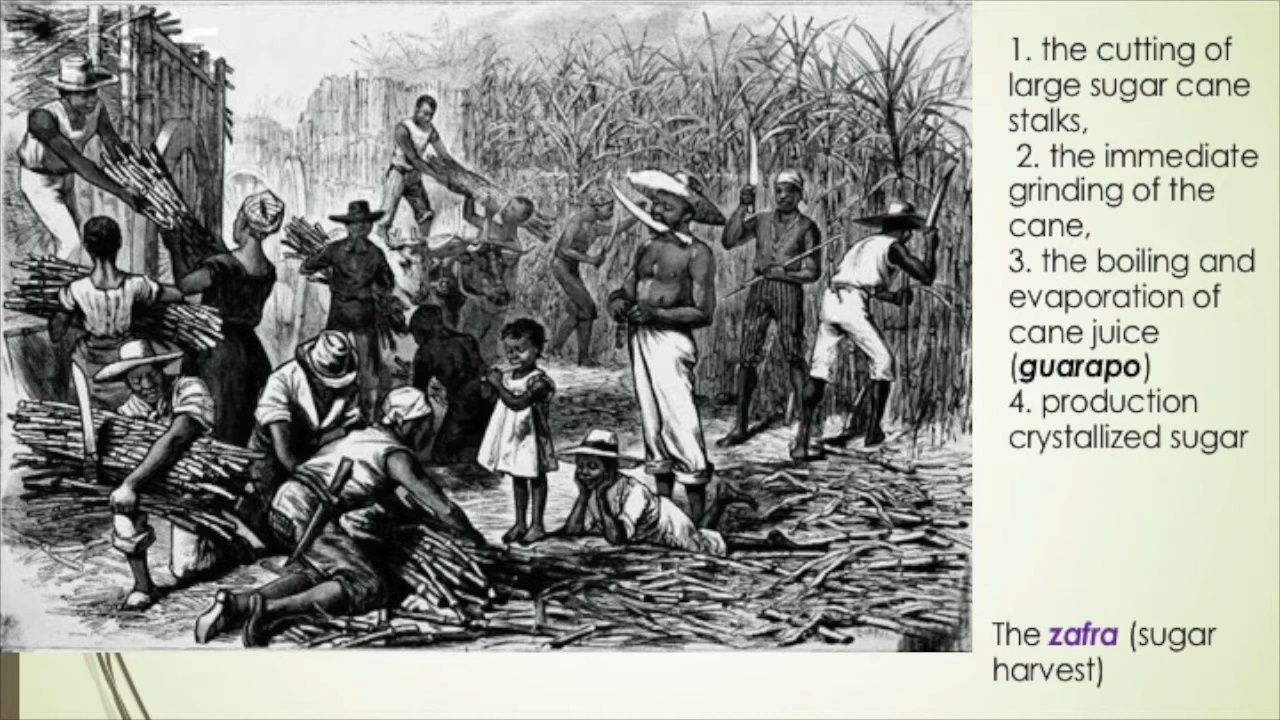 1. the cutting of
large sugar cane
stalks,
2. the immediate
grinding of the
cane,
3. the boiling and
evaporation of
cane juice
(guarapo)
4. production
crystallized sugar
The zafra (sugar
harvest)